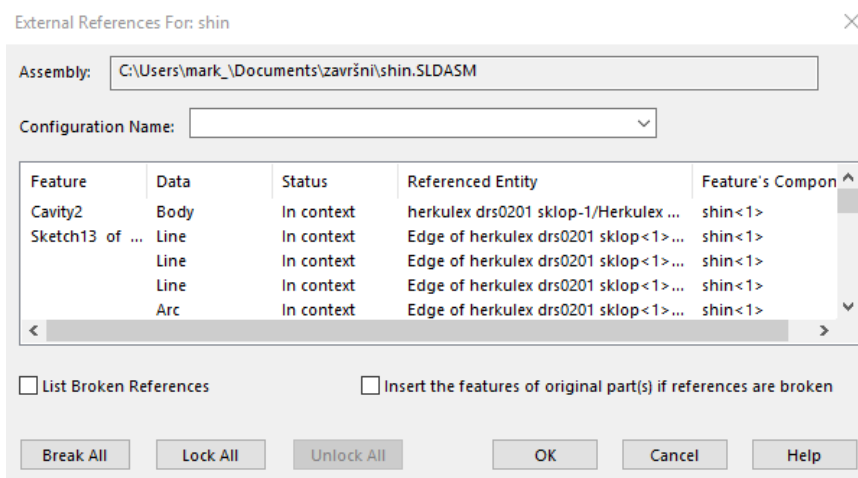 External References For: shin
Assembly: C:\Users\mark_\Documents\završni\shin.SLDASM
Configuration Name:
Feature Data Status Referenced Entity Feature's Compon
Cavity2 Body In context herkulex drs0201 sklop-1/Herkulex ... shin<1>
Sketch13 of ... Line In context Edge of herkulex drs0201 sklop<1>... shin<1>
Line In context Edge of herkulex drs0201 sklop<1>... shin<1>
Line In context Edge of herkulex drs0201 sklop<1>... shin<1>
Arc In context Edge of herkulex drs0201 sklop<1>... shin<1>
List Broken References Insert the features of original part(s) if references are broken
Break All Lock All Unlock All OK Cancel Help